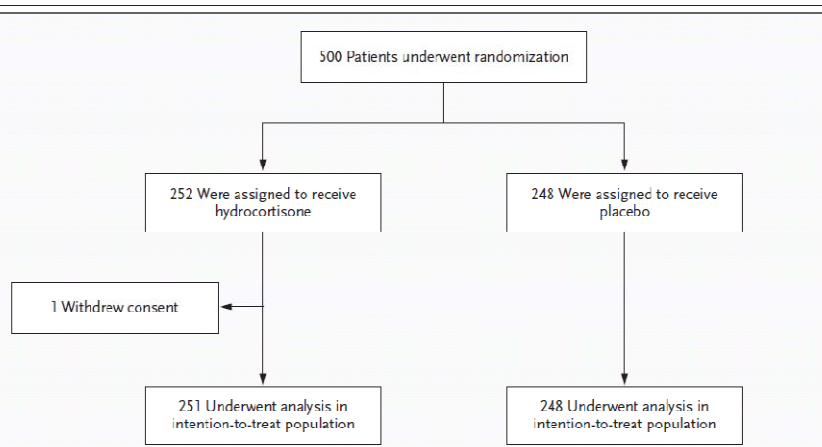 500 Patients underwent randomization
252 Were assigned to receive
hydrocortisone
248 Were assigned to receive
placebo
1 Withdrew consent
251 Underwent analysis in
intention-to-treat population
248 Underwent analysis in
intention-to-treat population